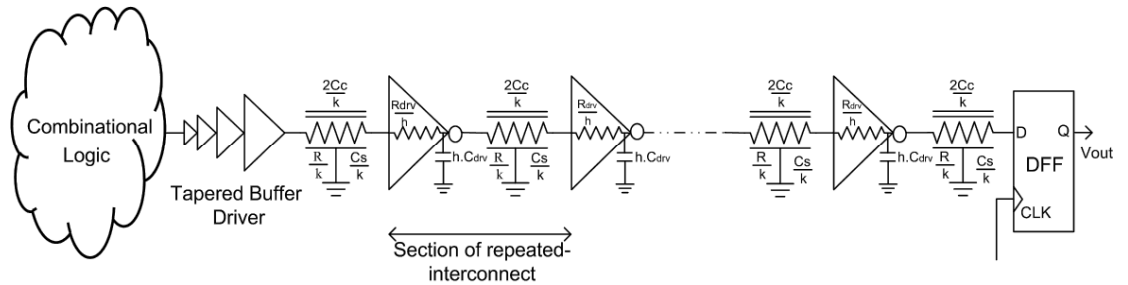 Combinational
Logic
Tapered Buffer
Driver
2Cc
k
R
k
Cs
k
Rdrv
h
h.Cdrv
2Cc
k
R
k
Cs
k
Rdrv
h
h.Cdrv
2Cc
k
R
k
Cs
k
Rdrv
h
h.Cdrv
2Cc
k
R
k
Cs
k
D
Q
DFF
CLK
Vout
Section of repeated-
interconnect